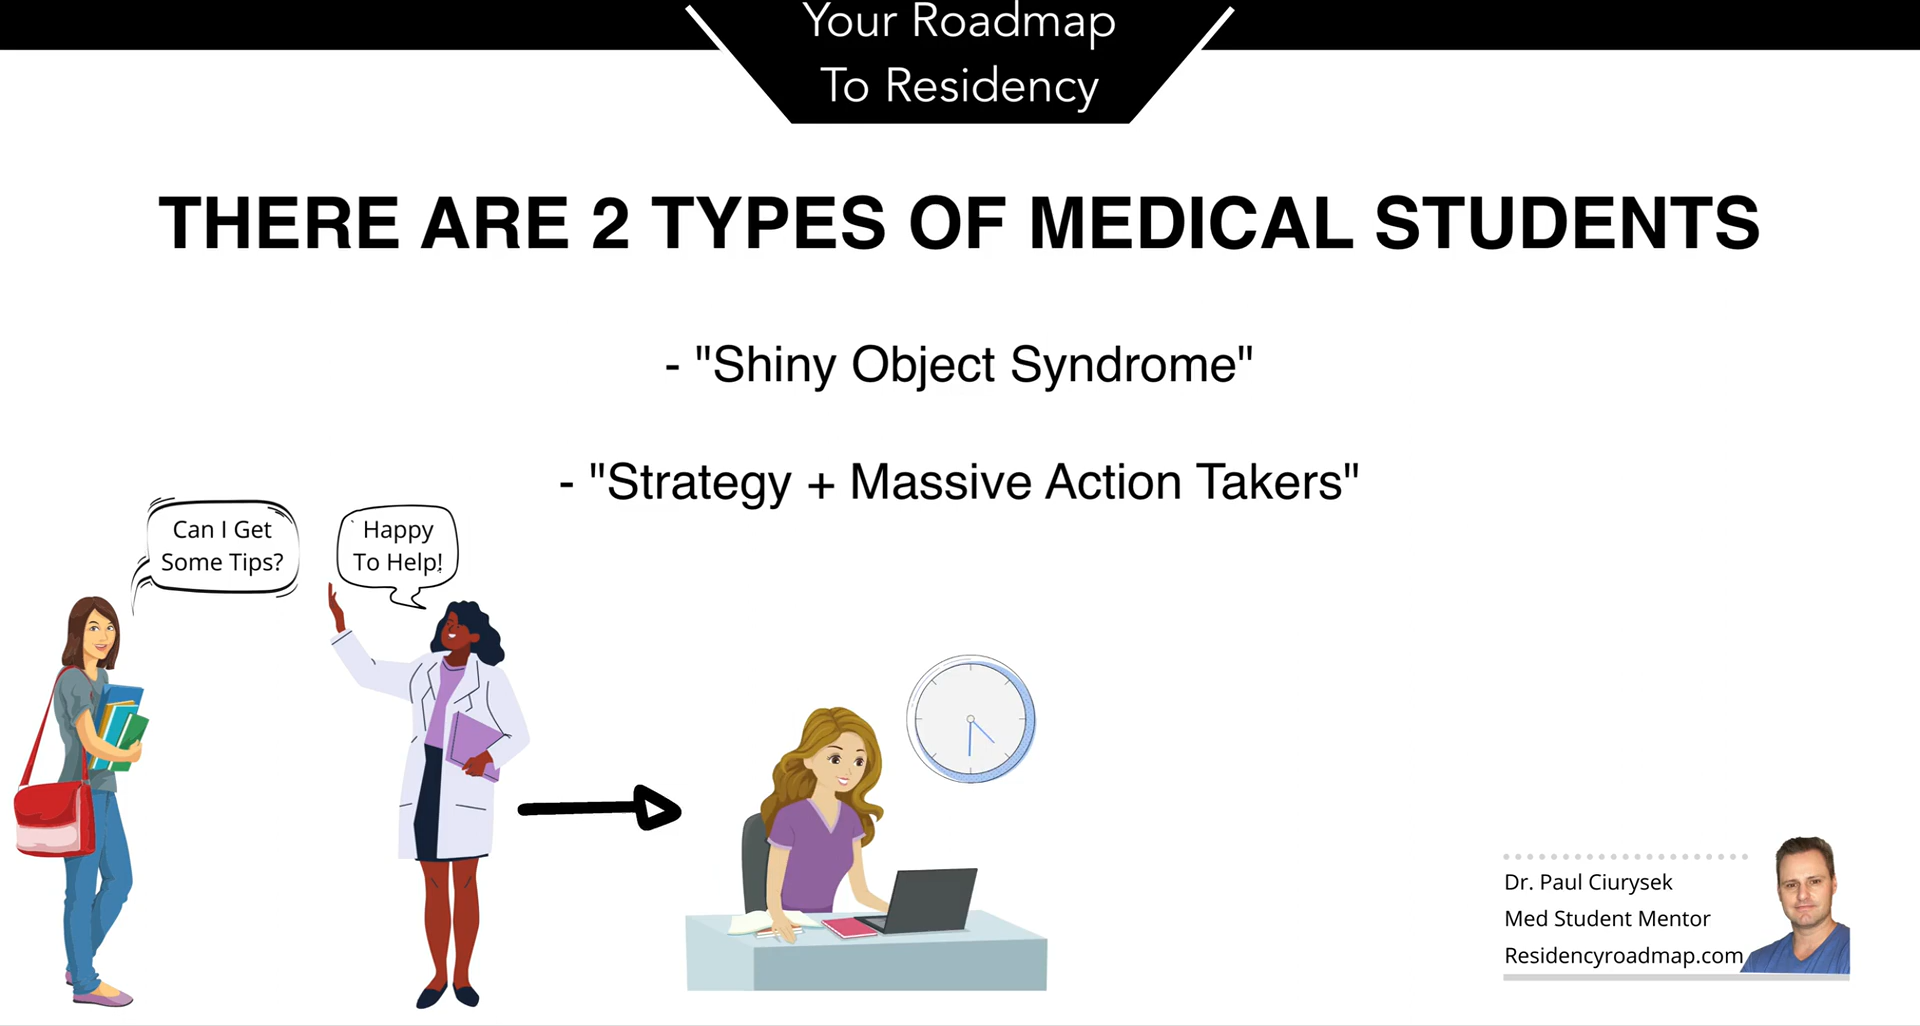 Your Roadmap
To Residency
THERE ARE 2 TYPES OF MEDICAL STUDENTS
- "Shiny Object Syndrome"
- "Strategy + Massive Action Takers"
Can I Get
Some Tips?
Happy
To Help!
Dr. Paul Ciurysek
Med Student Mentor
Residencyroadmap.com